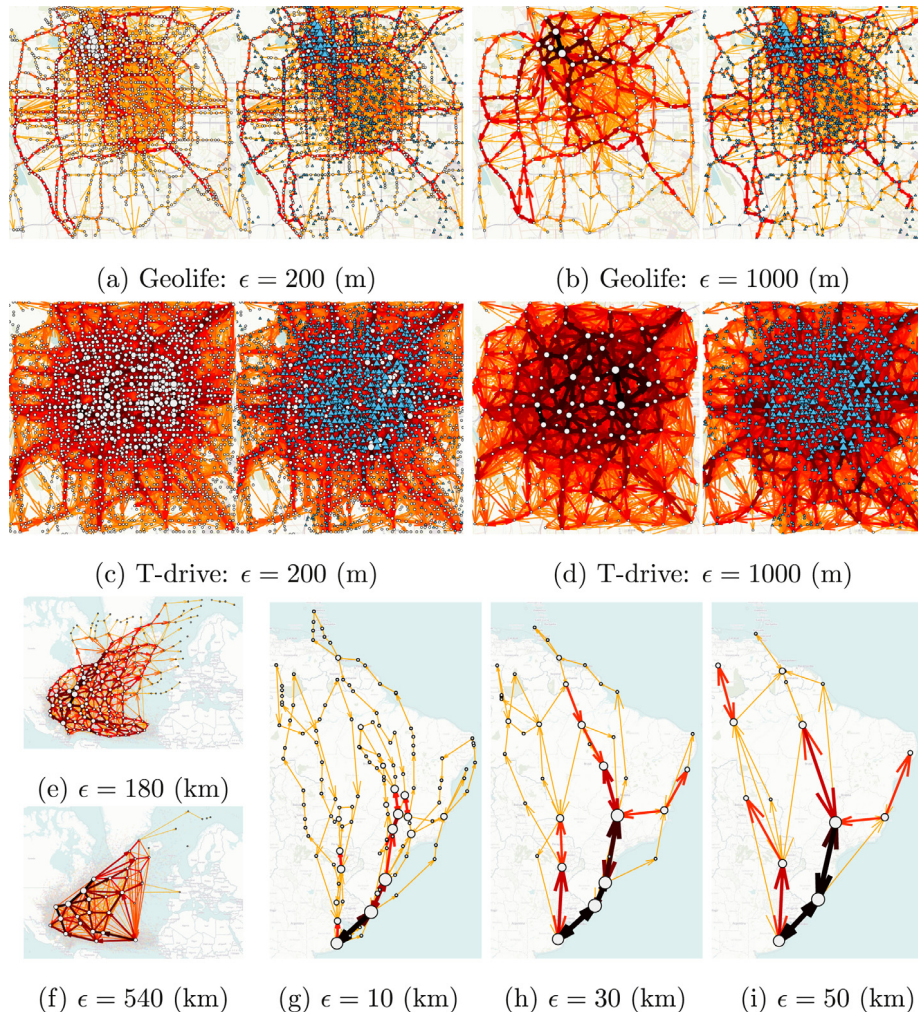 (a) Geolife: ϵ = 200 (m)
(b) Geolife: ϵ = 1000 (m)
(c) T-drive: ϵ = 200 (m)
(d) T-drive: ϵ = 1000 (m)
(e) ϵ = 180 (km)
(f) ϵ = 540 (km)
(g) ϵ = 10 (km)
(h) ϵ = 30 (km)
(i) ϵ = 50 (km)